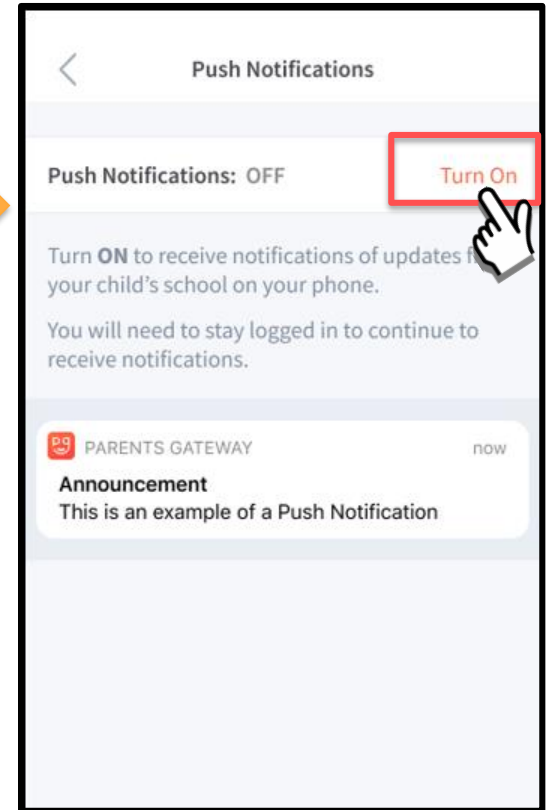 Push Notifications
Push Notifications: OFF
Turn On
Turn ON to receive notifications of updates
your child's school on your phone.
You will need to stay logged in to continue to
receive notifications.
pg
PARENTS GATEWAY
now
Announcement
This is an example of a Push Notification